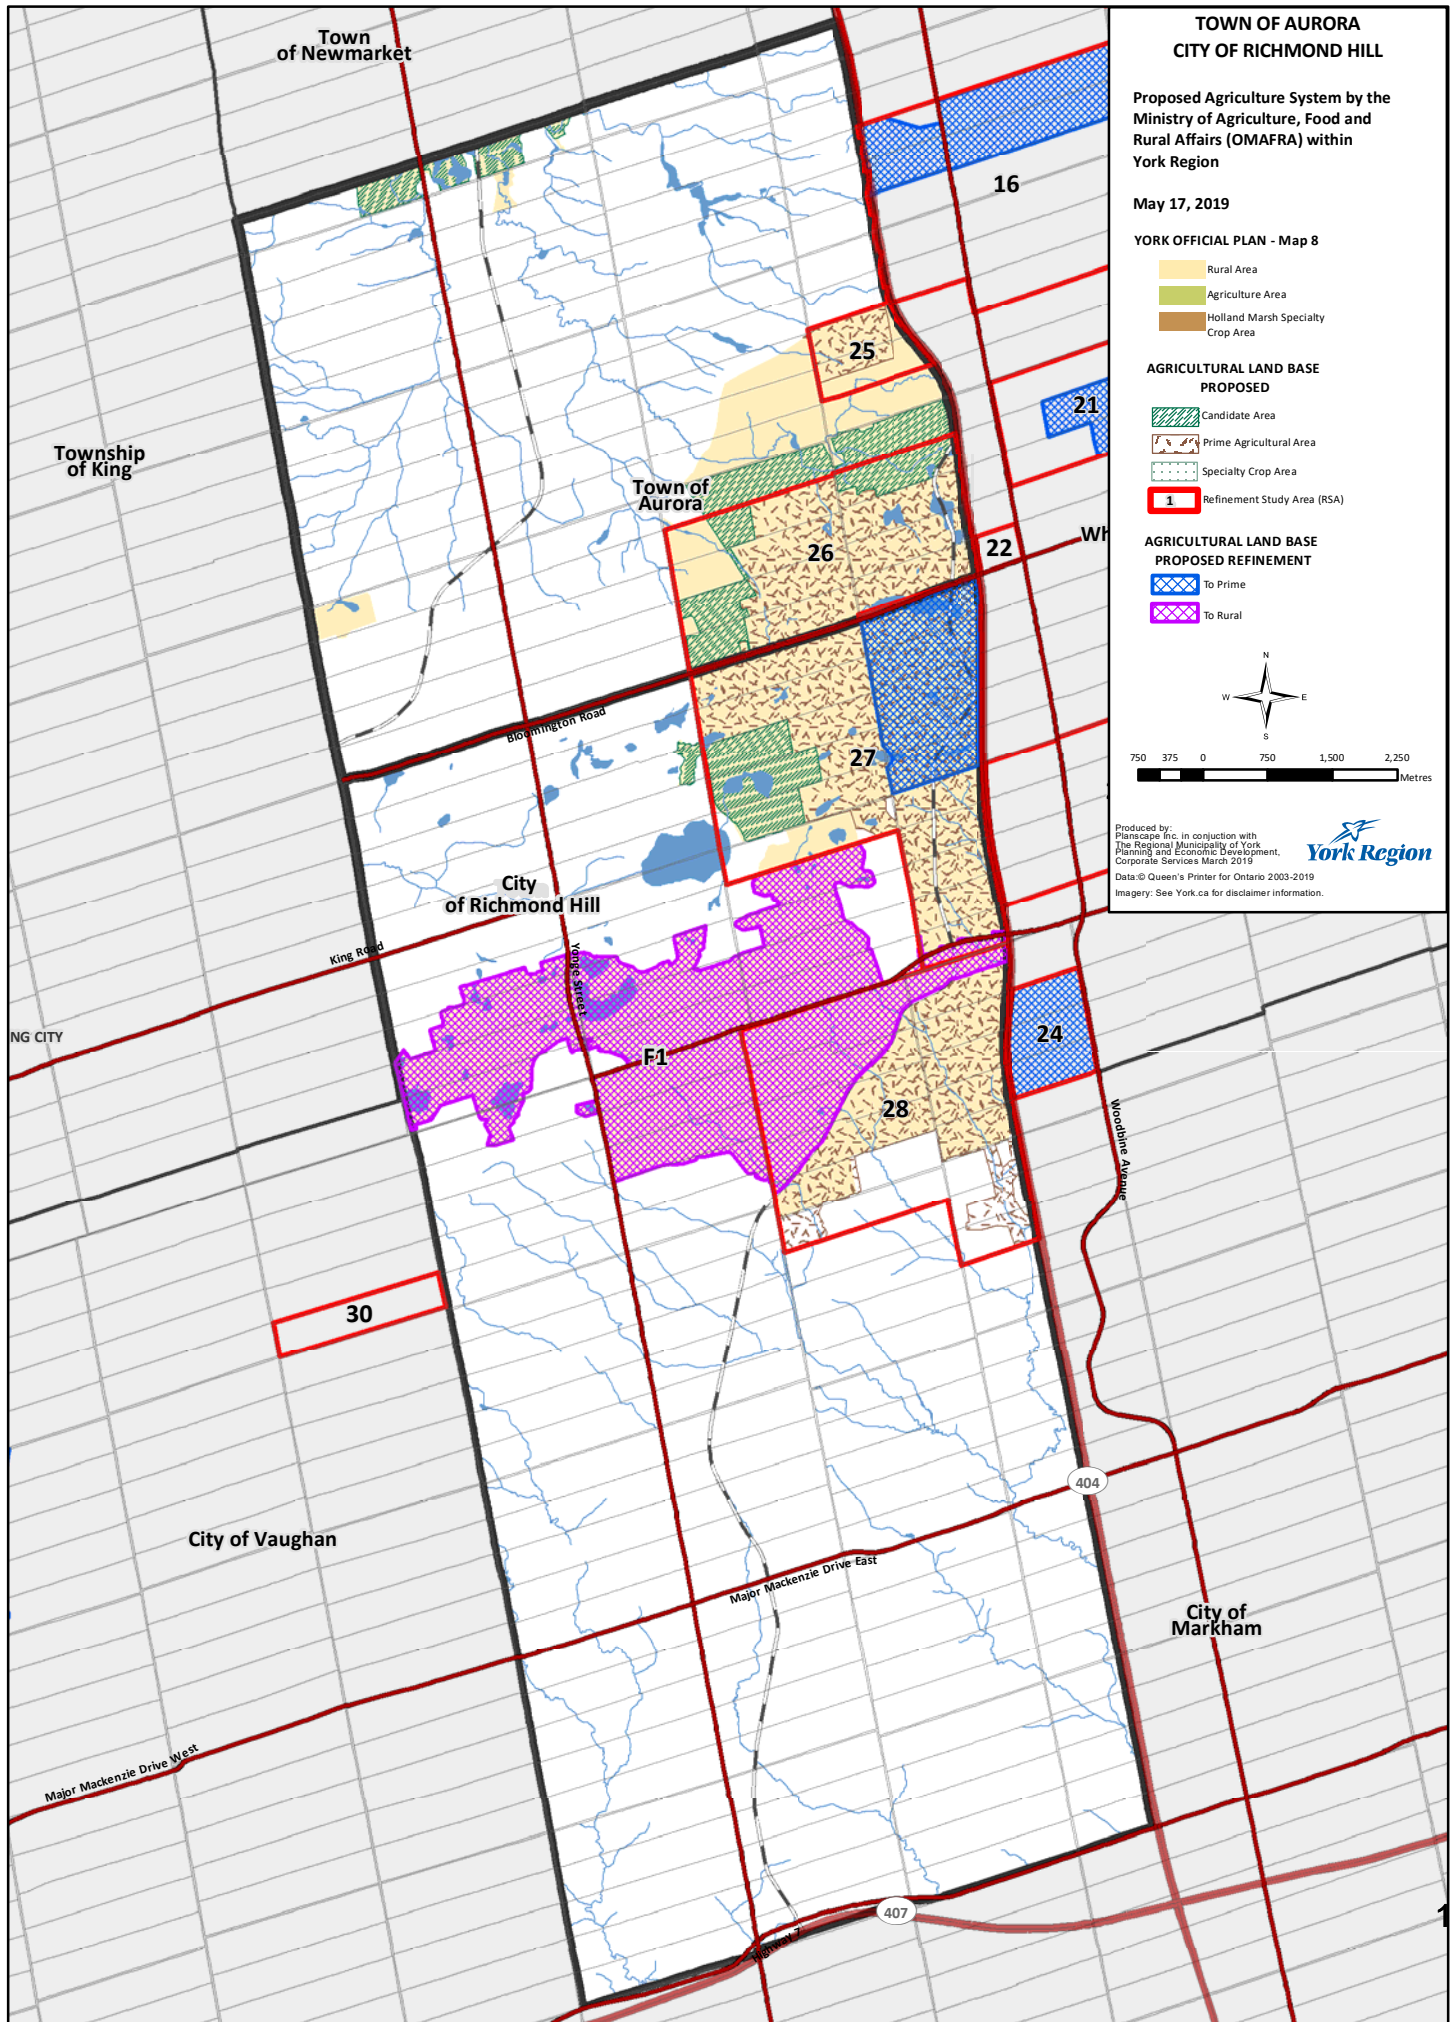 TOWN OF AURORA
CITY OF RICHMOND HILL
Proposed Agriculture System by the
Ministry of Agriculture, Food and
Rural Affairs (OMAFRA) within
York Region
May 17, 2019
YORK OFFICIAL PLAN - Map 8
Rural Area
Agriculture Area
Holland Marsh Specialty
Crop Area
AGRICULTURAL LAND BASE
PROPOSED
Candidate Area
Prime Agricultural Area
Specialty Crop Area
1 Refinement Study Area (RSA)
AGRICULTURAL LAND BASE
PROPOSED REFINEMENT
To Prime
To Rural
N
W E
S
750 375 0 750 1,500 2,250
Metres
Produced by:
Planscape Inc. in conjuction with
The Regional Municipality of York
Planning and Economic Development,
Corporate Services March 2019
York Region
Data:© Queen's Printer for Ontario 2003-2019
Imagery: See York.ca for disclaimer information.
Town
of Newmarket
16
25
21
Township
of King
Town of
Aurora
26
22
Wh
Bloomington Road
27
City
of Richmond Hill
King Road
Yonge Street
NG CITY
F1
24
28
Woodbine Avenue
30
404
City of Vaughan
Major Mackenzie Drive East
City of
Markham
Major Mackenzie Drive West
407
Highway 7
1